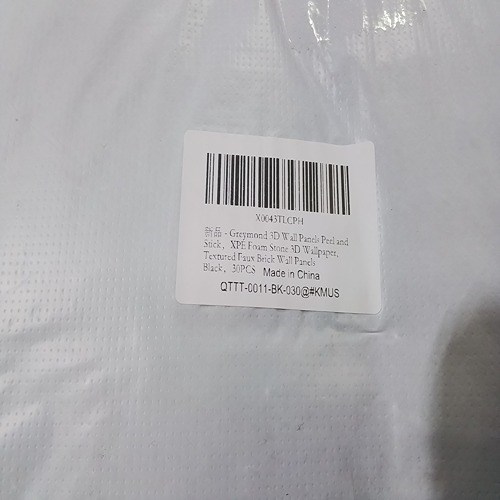 X0043TLCPH
新品 - Greymond 3D Wall Panels Peel and
Stick, XPE Foam Stone 3D Wallpaper,
Textured Faux Brick Wall Panels
Black, 30PCS Made in China
QTTT-0011-BK-030@#KMUS